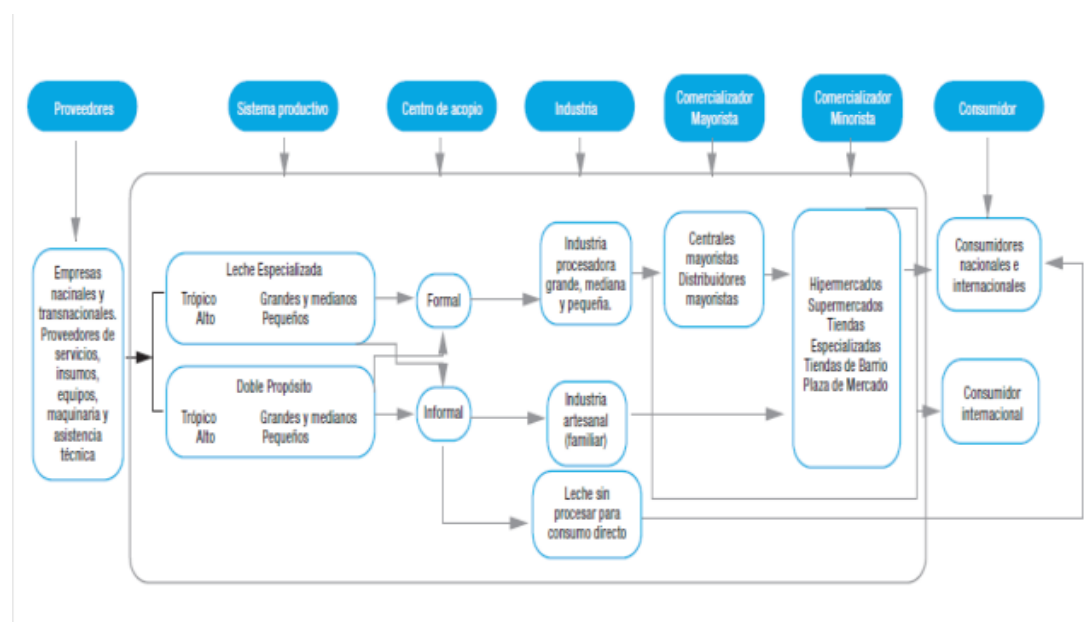 Proveedores
Sistema productivo
Centro de acopio
Industria
Comercializador
Mayorista
Comercializador
Minorista
Consumidor
Empresas
nacinales y
transnacionales.
Proveedores de
servicios,
insumos,
equipos,
maquinaria y
asistencia
técnica
Leche Especializada
Trópico Grandes y medianos
Alto Pequeños
Doble Propósito
Trópico Grandes y medianos
Alto Pequeños
Formal
Informal
Industria
procesadora
grande, mediana
y pequeña.
Industria
artesanal
(familiar)
Leche sin
procesar para
consumo directo
Centrales
mayoristas
Distribuidores
mayoristas
Hipermercados
Supermercados
Tiendas
Especializadas
Tiendas de Barrio
Plaza de Mercado
Consumidores
nacionales e
internacionales
Consumidor
internacional